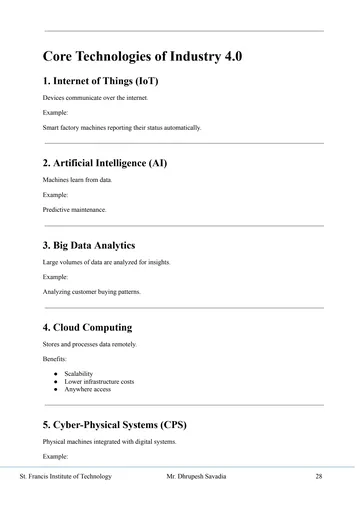 Core Technologies of Industry 4.0
1. Internet of Things (IoT)
Devices communicate over the internet.
Example:
Smart factory machines reporting their status automatically.
2. Artificial Intelligence (AI)
Machines learn from data.
Example:
Predictive maintenance.
3. Big Data Analytics
Large volumes of data are analyzed for insights.
Example:
Analyzing customer buying patterns.
4. Cloud Computing
Stores and processes data remotely.
Benefits:
● Scalability
● Lower infrastructure costs
● Anywhere access
5. Cyber-Physical Systems (CPS)
Physical machines integrated with digital systems.
Example:
St. Francis Institute of Technology Mr. Dhrupesh Savadia 28